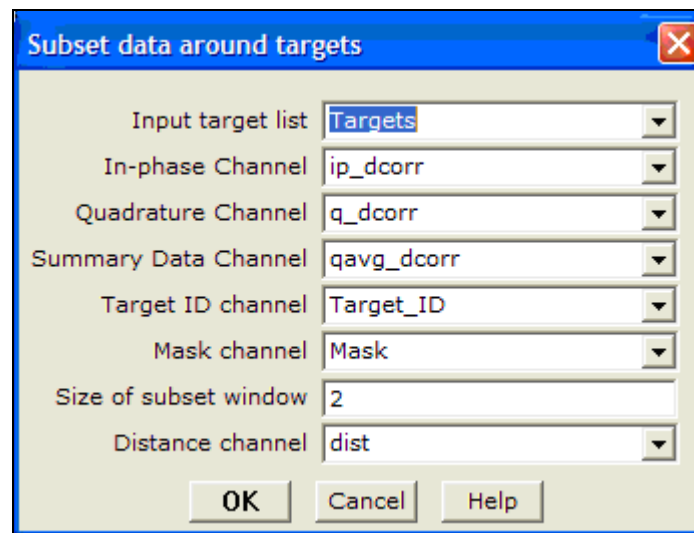 Subset data around targets
Input target list Targets
In-phase Channel ip_dcorr
Quadrature Channel q_dcorr
Summary Data Channel qavg_dcorr
Target ID channel Target_ID
Mask channel Mask
Size of subset window 2
Distance channel dist
OK Cancel Help